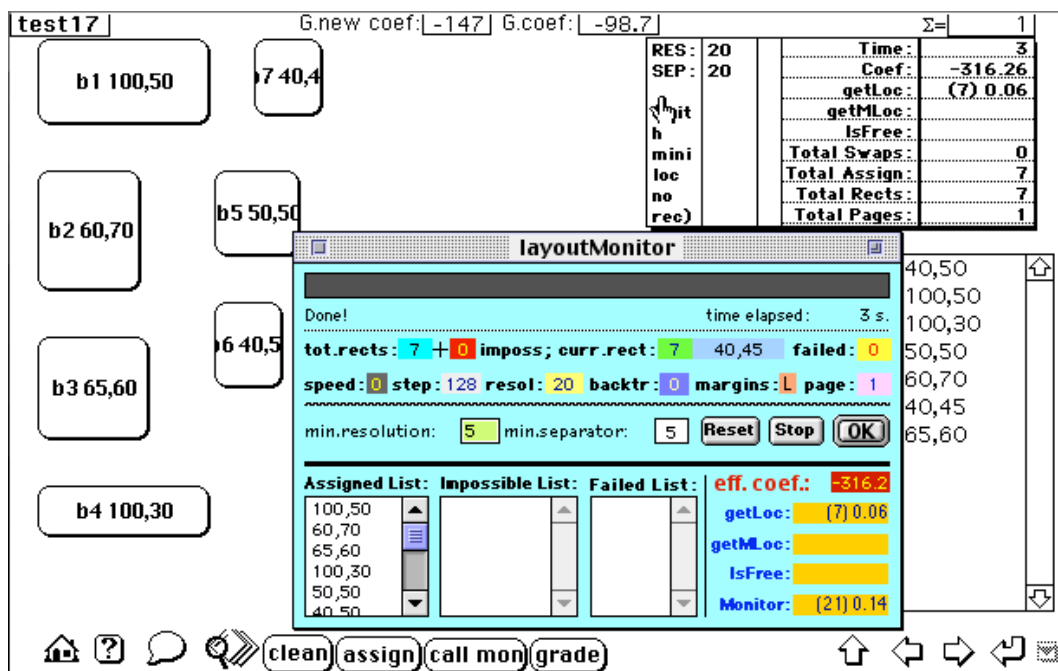 test17 G.new coef: -147 G.coef: -98.7 Σ= 1
b1 100,50
b7 40,4
b2 60,70
b5 50,50
b6 40,5
b3 65,60
b4 100,30
RES: 20
SEP: 20
h
mini
loc
no
rec)
Time: 3
Coef: -316.26
getLoc: (7) 0.06
getMLoc:
IsFree:
Total Swaps: 0
Total Assign: 7
Total Rects: 7
Total Pages: 1
layoutMonitor
Done! time elapsed: 3 s.
tot.rects: 7 + 0 imposs; curr.rect: 7 40,45 failed: 0
speed: 0 step: 128 resol: 20 backtr: 0 margins: L page: 1
min.resolution: 5 min.separator: 5 Reset Stop OK
Assigned List: Impossible List: Failed List: eff. coef.: -316.2
100,50
60,70
65,60
100,30
50,50
40,50
getLoc: (7) 0.06
getMLoc:
IsFree:
Monitor: (21) 0.14
40,50
100,50
100,30
50,50
60,70
40,45
65,60
clean assign call mon grade